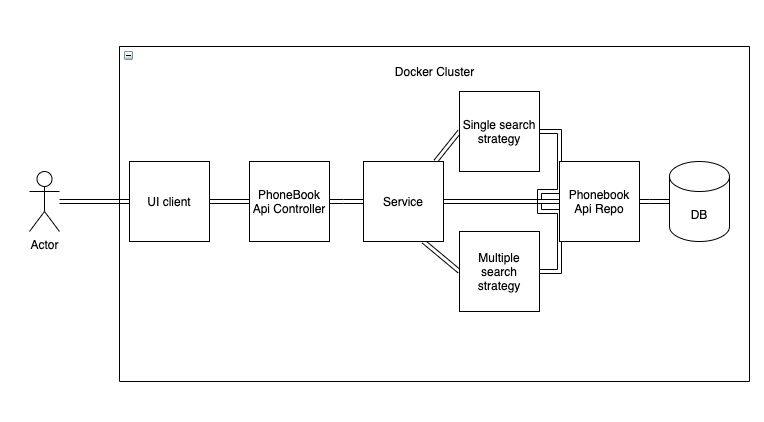 Docker Cluster
Single search
strategy
UI client
PhoneBook
Api Controller
Service
Phonebook
Api Repo
DB
Actor
Multiple
search
strategy